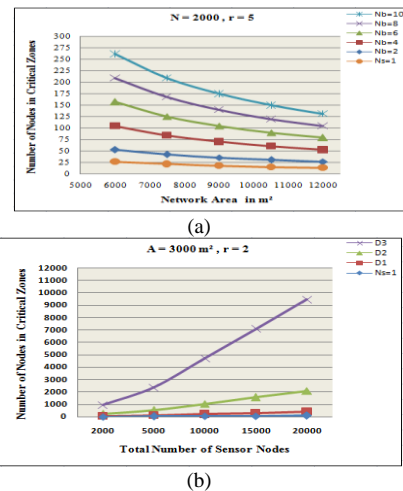 N = 2000 , r = 5
Number of Nodes in Critical Zones
300
275
250
225
200
175
150
125
100
75
50
25
0
5000 6000 7000 8000 9000 10000 11000 12000
Network Area in m²
Nb=10
Nb=8
Nb=6
Nb=4
Nb=2
Ns=1
(a)
A = 3000 m² , r = 2
Number of Nodes in Critical Zones
12000
11000
10000
9000
8000
7000
6000
5000
4000
3000
2000
1000
0
2000 5000 10000 15000 20000
Total Number of Sensor Nodes
D3
D2
D1
Ns=1
(b)